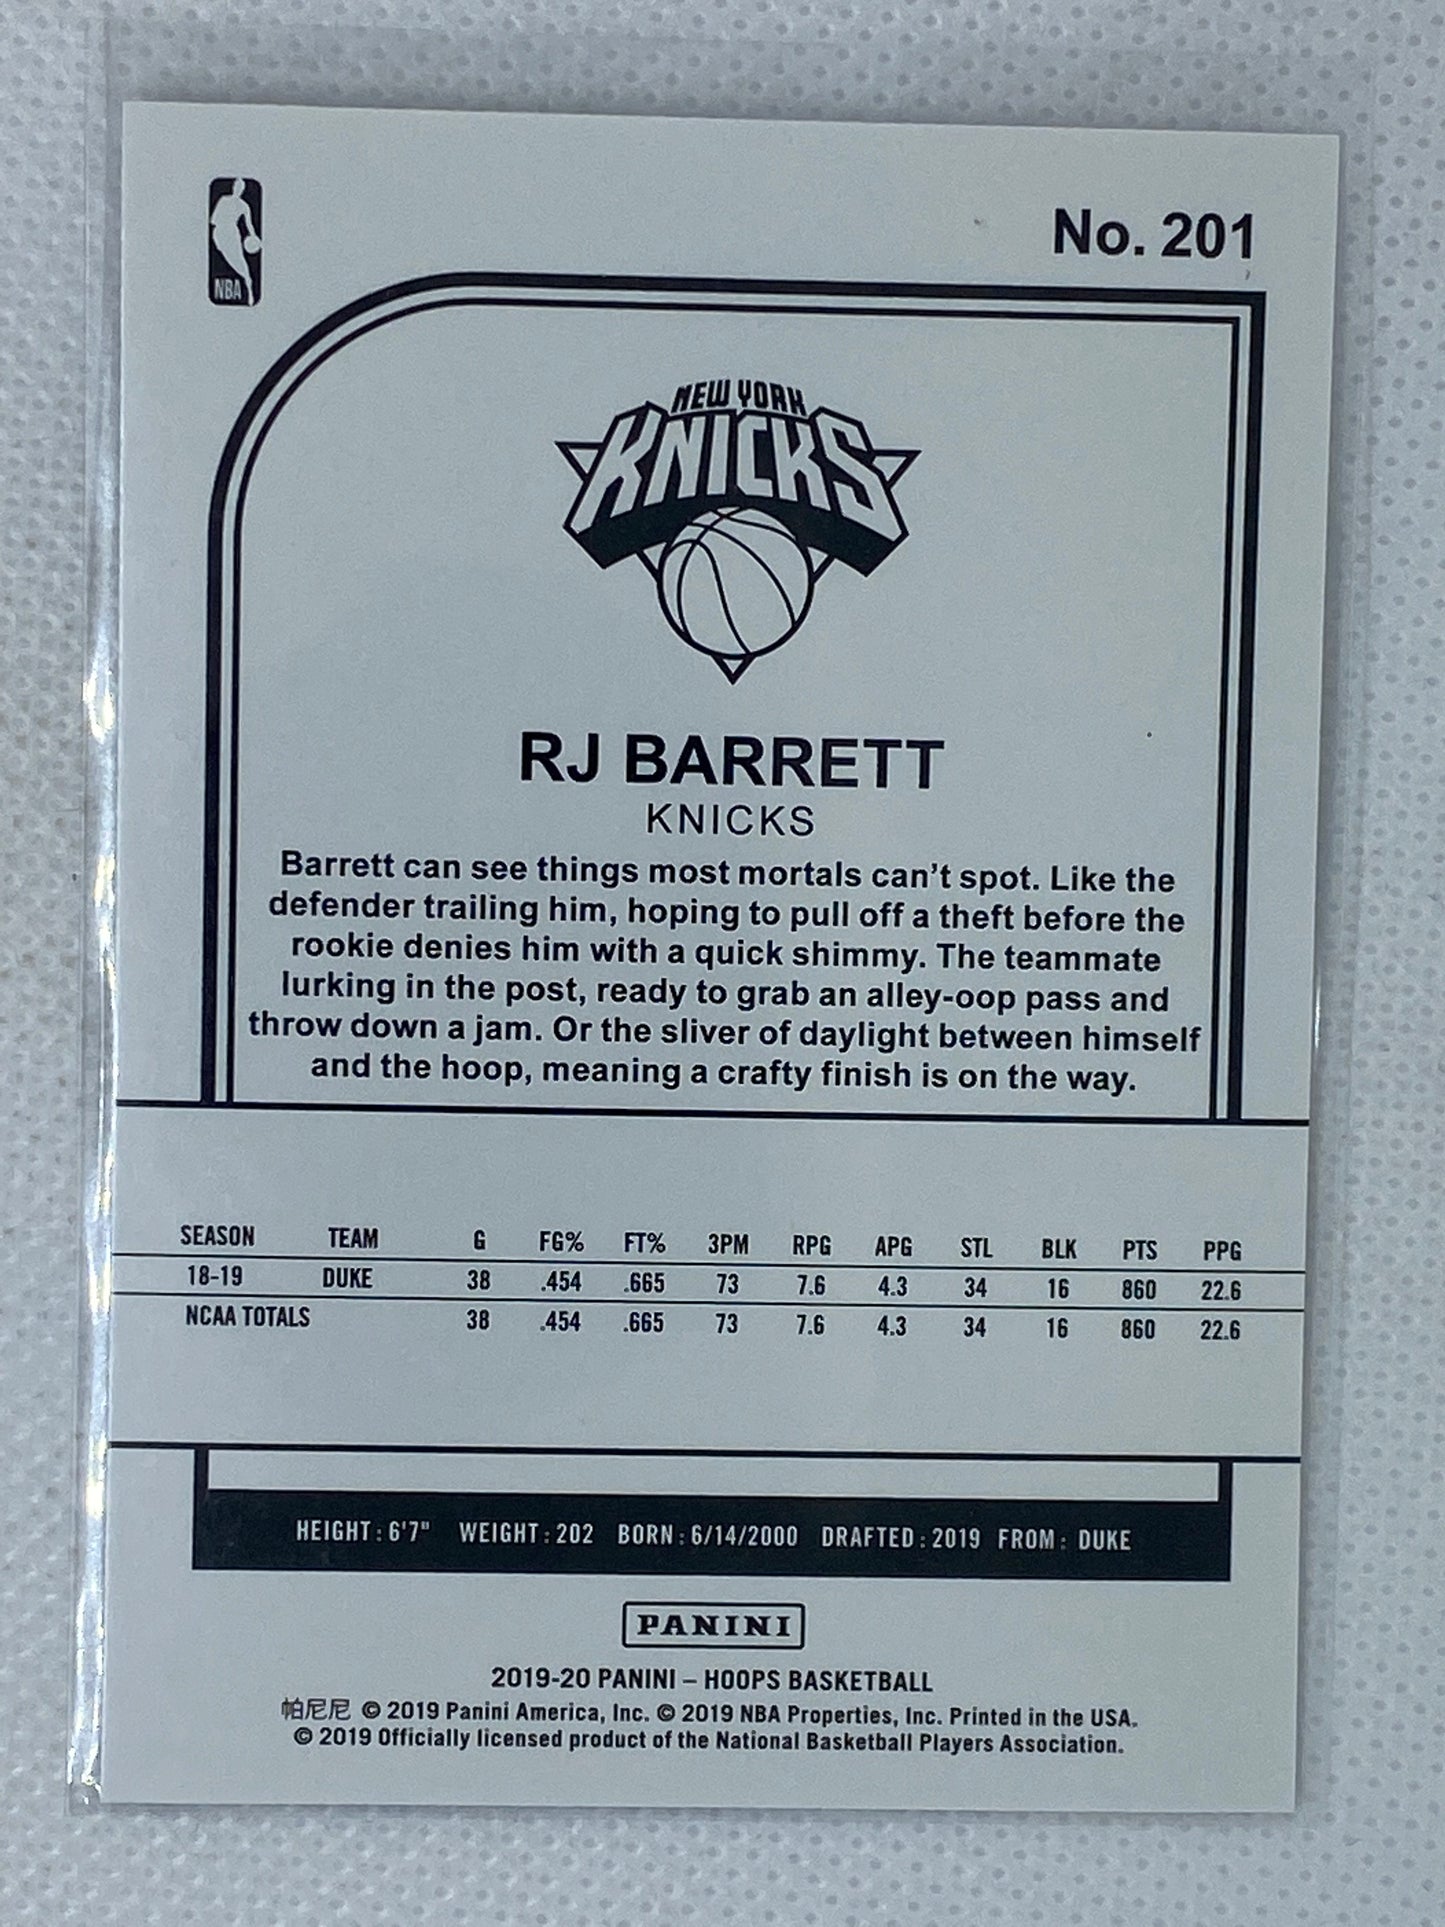 NBA
No. 201
NEW YORK
KNICKS
RJ BARRETT
KNICKS
Barrett can see things most mortals can't spot. Like the
defender trailing him, hoping to pull off a theft before the
rookie denies him with a quick shimmy. The teammate
lurking in the post, ready to grab an alley-oop pass and
throw down a jam. Or the sliver of daylight between himself
and the hoop, meaning a crafty finish is on the way.
SEASON TEAM G FG% FT% 3PM RPG APG STL BLK PTS PPG
18-19 DUKE 38 .454 .665 73 7.6 4.3 34 16 860 22.6
NCAA TOTALS 38 .454 .665 73 7.6 4.3 34 16 860 22.6
HEIGHT: 6'7" WEIGHT: 202 BORN: 6/14/2000 DRAFTED: 2019 FROM: DUKE
PANINI
2019-20 PANINI – HOOPS BASKETBALL
帕尼尼 © 2019 Panini America, Inc. © 2019 NBA Properties, Inc. Printed in the USA.
© 2019 Officially licensed product of the National Basketball Players Association.